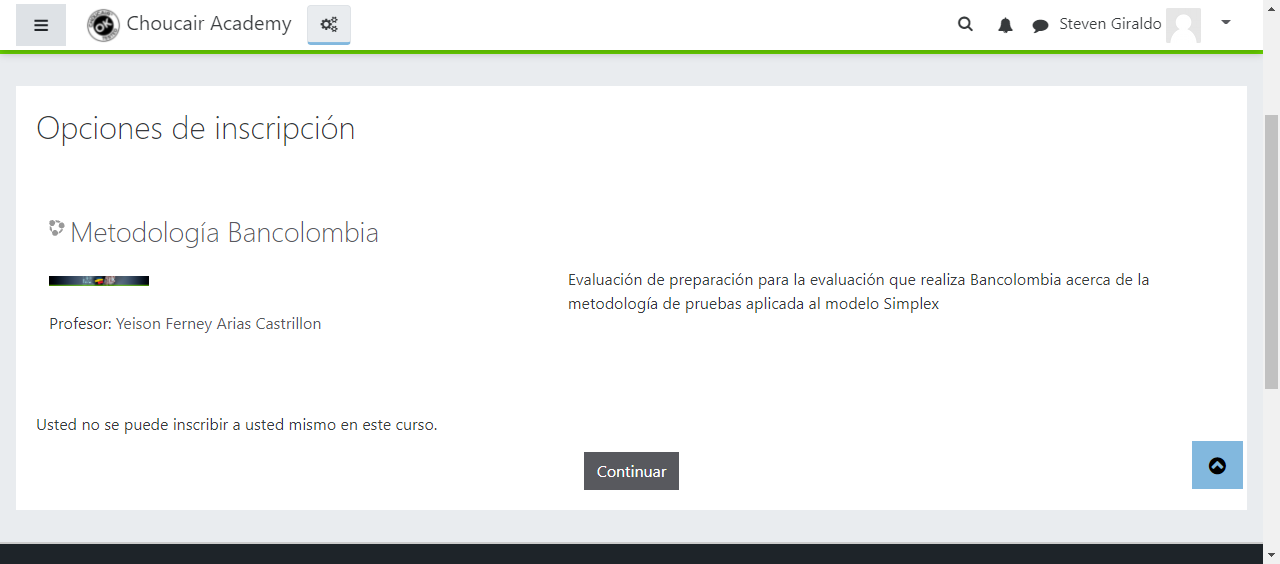 Choucair Academy
Steven Giraldo
Opciones de inscripción
Metodología Bancolombia
Evaluación de preparación para la evaluación que realiza Bancolombia acerca de la
metodología de pruebas aplicada al modelo Simplex
Profesor: Yeison Ferney Arias Castrillon
Usted no se puede inscribir a usted mismo en este curso.
Continuar